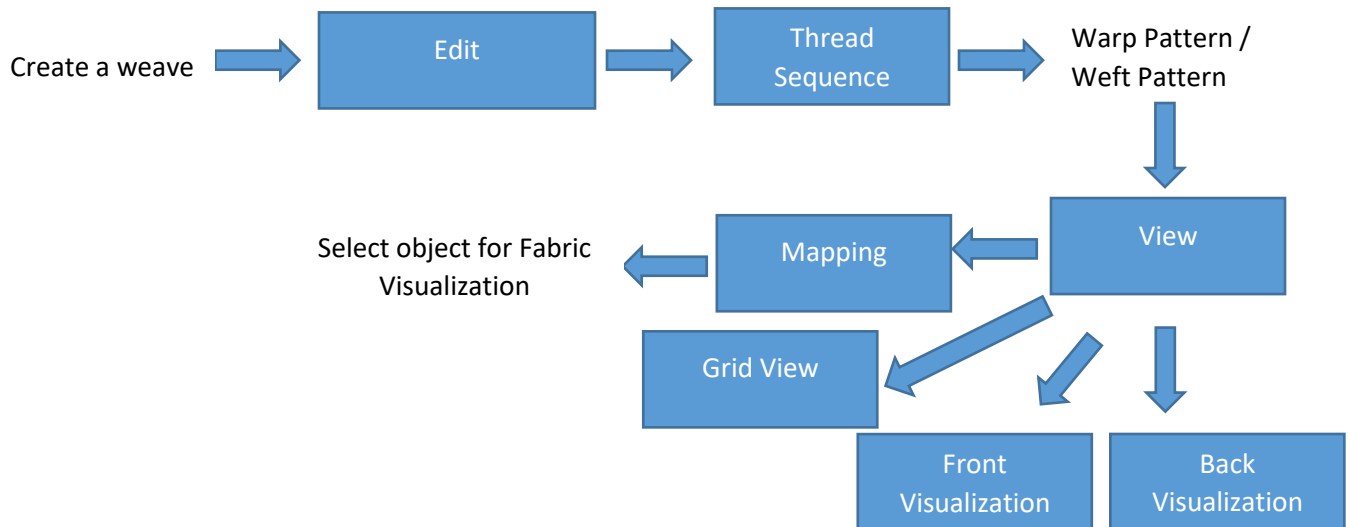 Create a weave
Edit
Thread
Sequence
Warp Pattern /
Weft Pattern
View
Mapping
Select object for Fabric
Visualization
Grid View
Front
Visualization
Back
Visualization